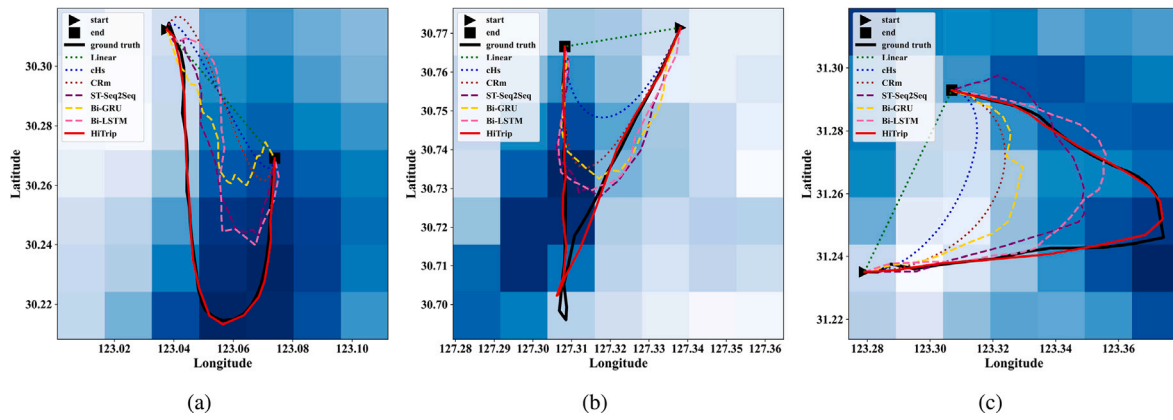 start
end
ground truth
Linear
cHs
CRm
ST-Seq2Seq
Bi-GRU
Bi-LSTM
HiTrip
Latitude
30.30
30.28
30.26
30.24
30.22
123.02 123.04 123.06 123.08 123.10
Longitude
(a)
start
end
ground truth
Linear
cHs
CRm
ST-Seq2Seq
Bi-GRU
Bi-LSTM
HiTrip
Latitude
30.77
30.76
30.75
30.74
30.73
30.72
30.71
30.70
127.28 127.29 127.30 127.31 127.32 127.33 127.34 127.35 127.36
Longitude
(b)
start
end
ground truth
Linear
cHs
CRm
ST-Seq2Seq
Bi-GRU
Bi-LSTM
HiTrip
Latitude
31.30
31.28
31.26
31.24
31.22
123.28 123.30 123.32 123.34 123.36
Longitude
(c)